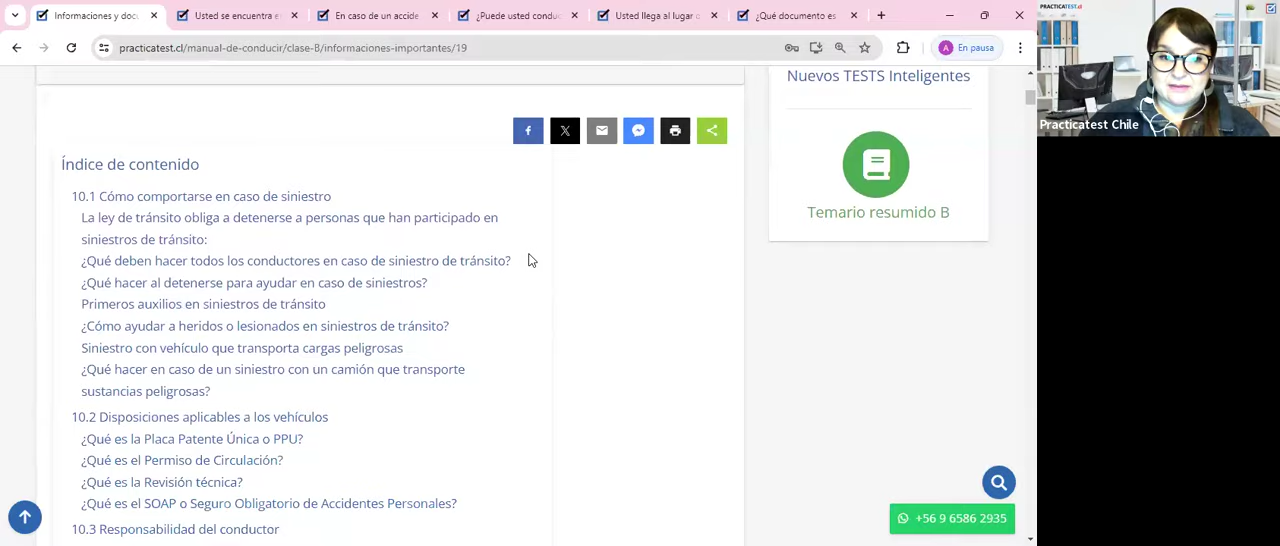 Informaciones y docu
Usted se encuentra e
En caso de un accide
¿Puede usted conduc
Usted llega al lugar o
¿Qué documento es
practicatest.cl/manual-de-conducir/clase-B/informaciones-importantes/19
A En pausa
PRACTICATEST.cl
Practicatest Chile
Nuevos TESTS Inteligentes
Temario resumido B
Índice de contenido
10.1 Cómo comportarse en caso de siniestro
La ley de tránsito obliga a detenerse a personas que han participado en
siniestros de tránsito:
¿Qué deben hacer todos los conductores en caso de siniestro de tránsito?
¿Qué hacer al detenerse para ayudar en caso de siniestros?
Primeros auxilios en siniestros de tránsito
¿Cómo ayudar a heridos o lesionados en siniestros de tránsito?
Siniestro con vehículo que transporta cargas peligrosas
¿Qué hacer en caso de un siniestro con un camión que transporte
sustancias peligrosas?
10.2 Disposiciones aplicables a los vehículos
¿Qué es la Placa Patente Única o PPU?
¿Qué es el Permiso de Circulación?
¿Qué es la Revisión técnica?
¿Qué es el SOAP o Seguro Obligatorio de Accidentes Personales?
10.3 Responsabilidad del conductor
+56 9 6586 2935